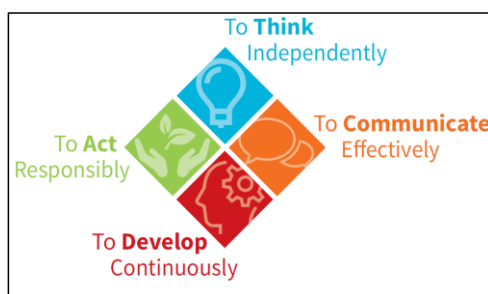 To Think
Independently
To Communicate
Effectively
To Act
Responsibly
To Develop
Continuously